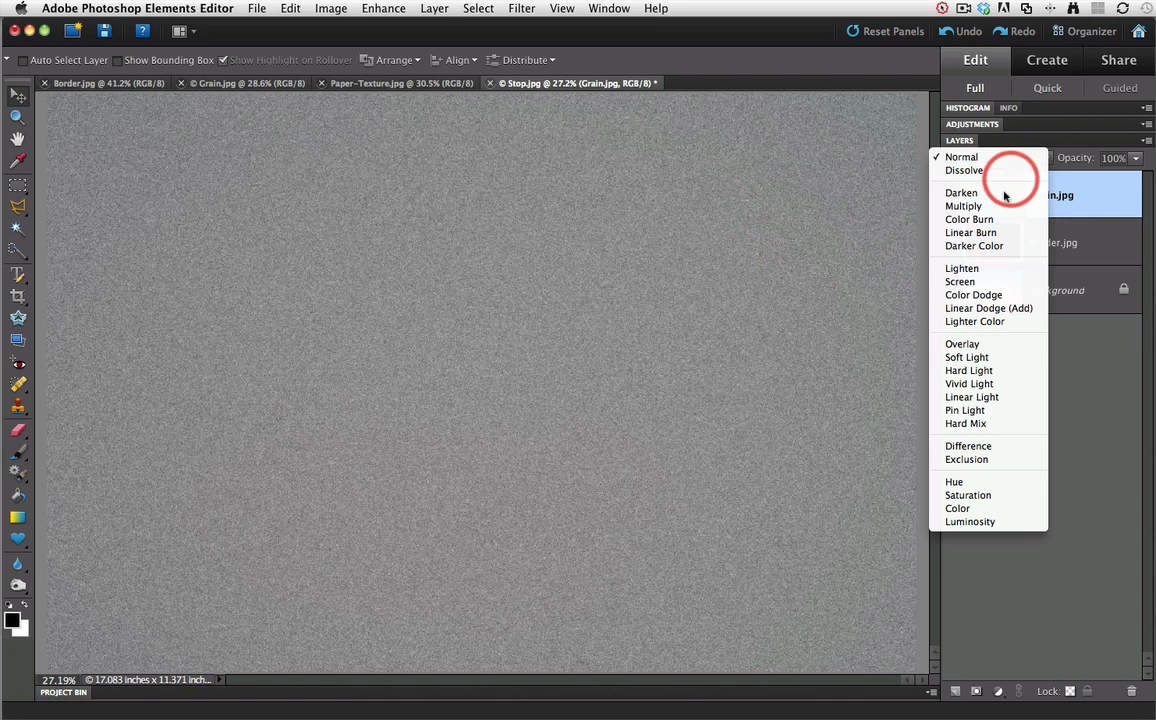 Adobe Photoshop Elements Editor File Edit Image Enhance Layer Select Filter View Window Help
Reset Panels Undo Redo Organizer
Auto Select Layer Show Bounding Box Show Highlight on Rollover Arrange Align Distribute
Edit Create Share
Border.jpg @ 41.2% (RGB/8) © Grain.jpg @ 28.6% (RGB/8) Paper-Texture.jpg @ 30.5% (RGB/8) © Stop.jpg @ 27.2% (Grain.jpg, RGB/8) *
Full Quick Guided
HISTOGRAM INFO
ADJUSTMENTS
LAYERS
Normal
Opacity: 100%
Dissolve
Darken
in.jpg
Multiply
Color Burn
Linear Burn
Darker Color
der.jpg
Lighten
Screen
kground
Color Dodge
Linear Dodge (Add)
Lighter Color
Overlay
Soft Light
Hard Light
Vivid Light
Linear Light
Pin Light
Hard Mix
Difference
Exclusion
Hue
Saturation
Color
Luminosity
27.19% © 17.083 inches x 11.371 inch...
PROJECT BIN
Lock: